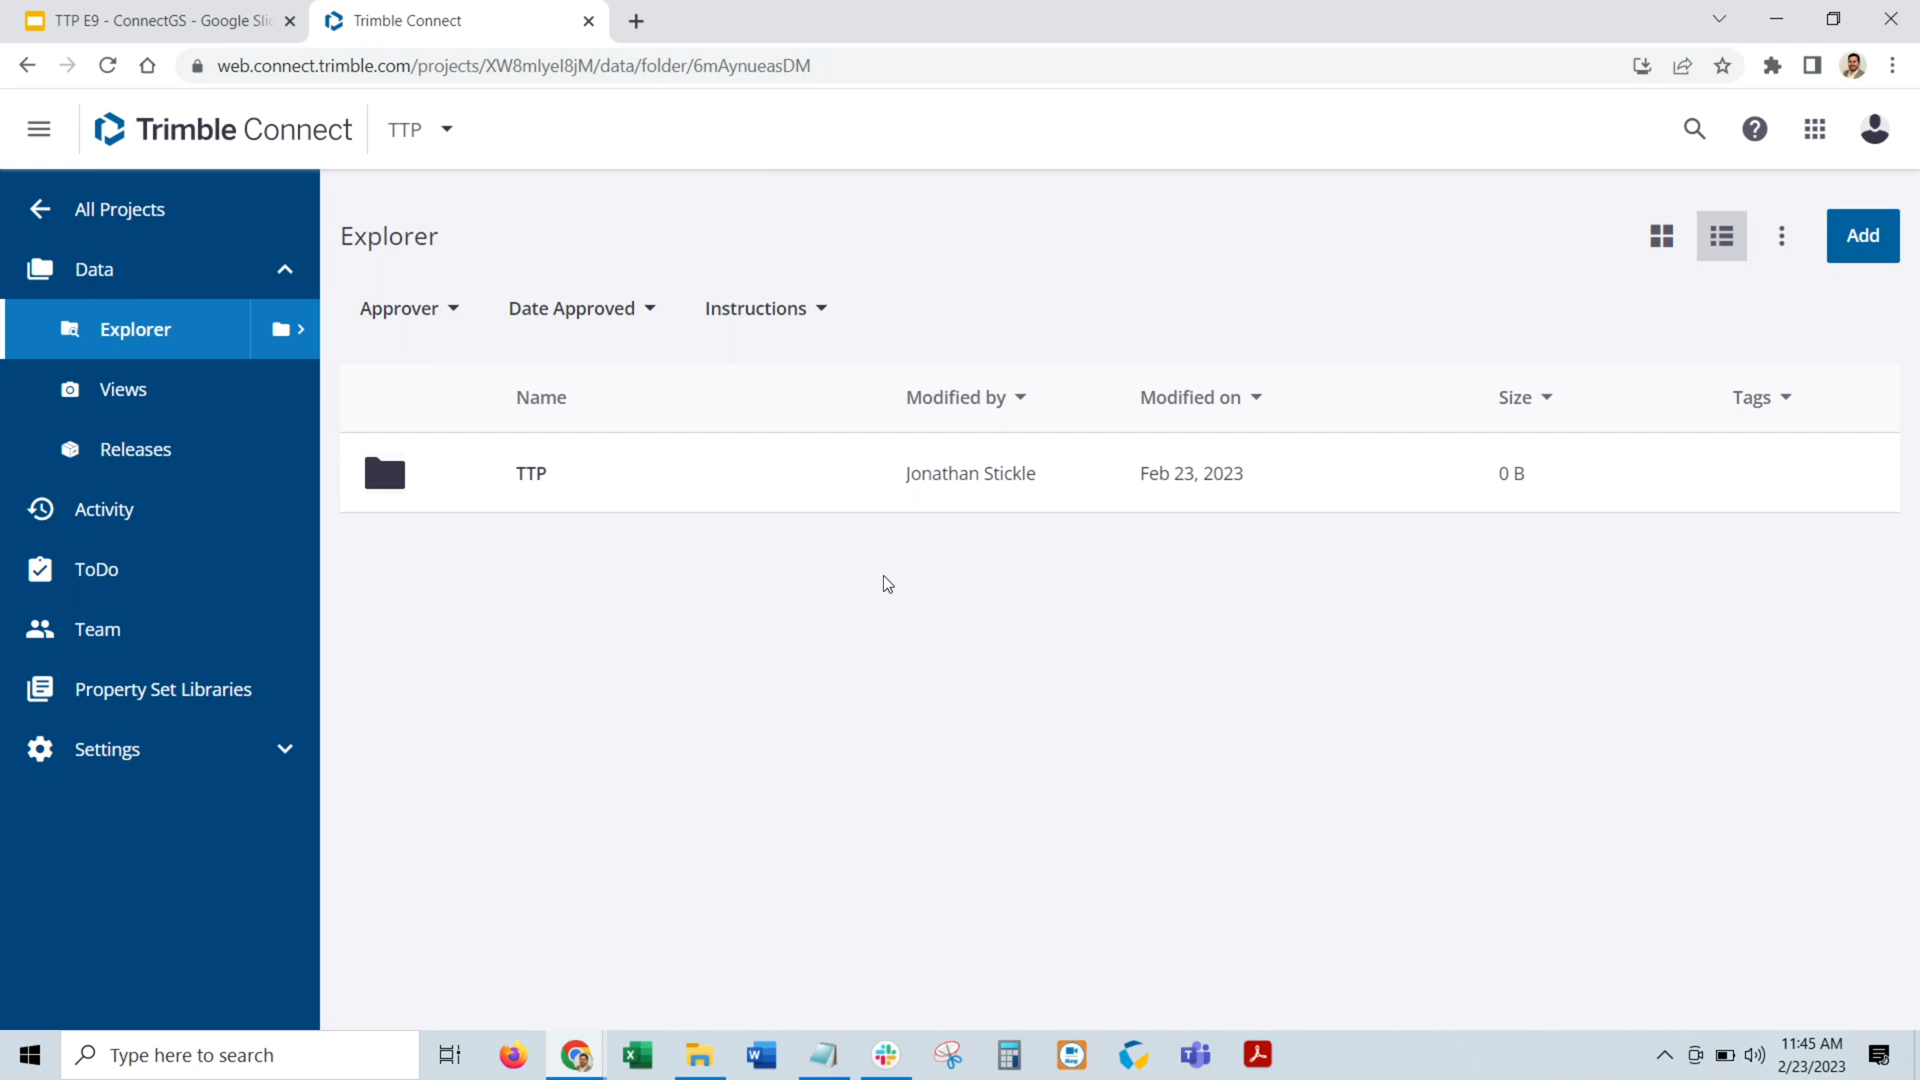 TTP E9 - ConnectGS - Google Slic
Trimble Connect
web.connect.trimble.com/projects/XW8mlyeI8jM/data/folder/6mAynueasDM
Trimble Connect
TTP
All Projects
Data
Explorer
Views
Releases
Activity
ToDo
Team
Property Set Libraries
Settings
Explorer
Add
Approver
Date Approved
Instructions
Name
Modified by
Modified on
Size
Tags
TTP
Jonathan Stickle
Feb 23, 2023
0 B
Type here to search
11:45 AM
2/23/2023